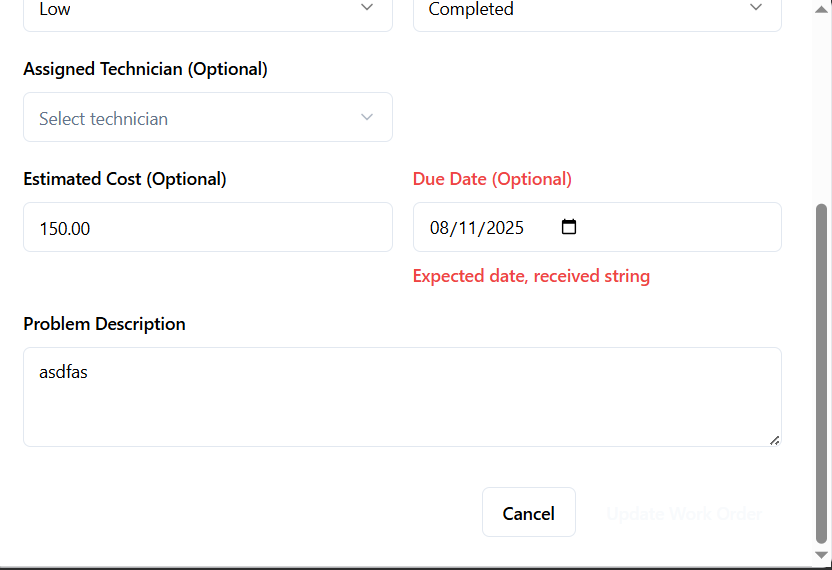 Low
Completed
Assigned Technician (Optional)
Select technician
Estimated Cost (Optional)
Due Date (Optional)
150.00
08/11/2025
Expected date, received string
Problem Description
asdfas
Cancel
Update Work Order